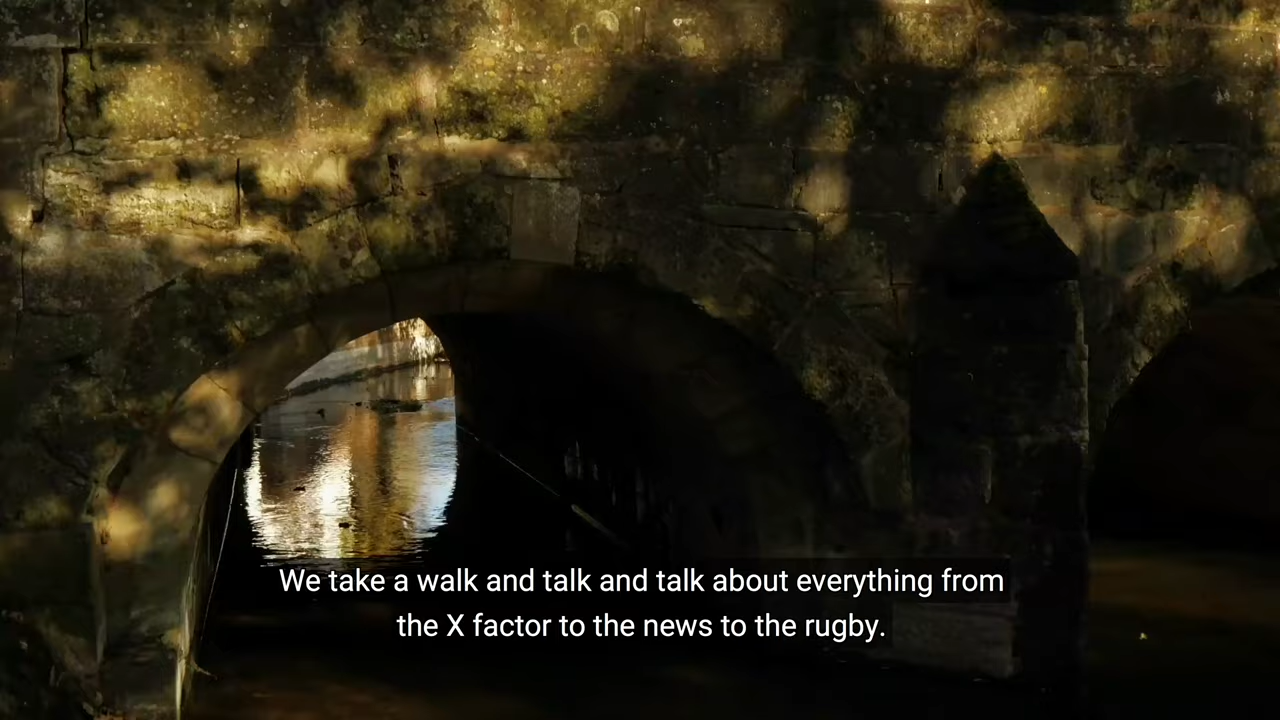 We take a walk and talk and talk about everything from
the X factor to the news to the rugby.